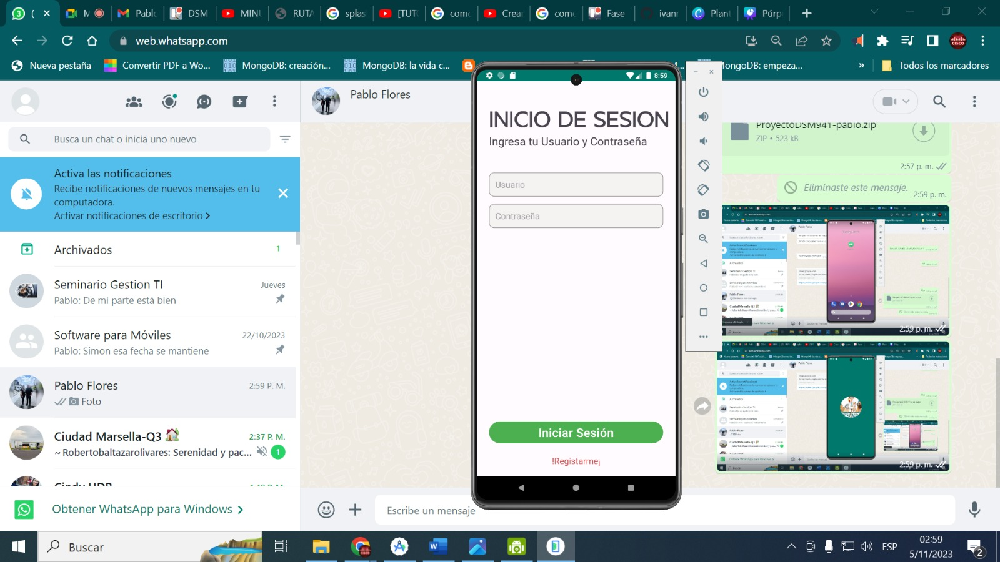 3
(
M
Pablo
DSM
MINU
RUTA
splas
[TUT
como
Crear
como
Fase
ivanr
Plant
Púrp
web.whatsapp.com
Nueva pestaña
Convertir PDF a Wo...
MongoDB: creación...
MongoDB: la vida c...
MongoDB: empeza...
»
Todos los marcadores
8:59
Pablo Flores
INICIO DE SESION
Ingresa tu Usuario y Contraseña
Usuario
Contraseña
Iniciar Sesión
!Registarme¡
ProyectoDSM941-pablo.zip
ZIP • 523 kB
2:57 p. m.
Eliminaste este mensaje.
2:59 p. m.
2:59 p. m.
2:59 p. m.
Busca un chat o inicia uno nuevo
Activa las notificaciones
Recibe notificaciones de nuevos mensajes en tu
computadora.
Activar notificaciones de escritorio
Archivados
1
Seminario Gestion TI
Jueves
Pablo: De mi parte está bien
Software para Móviles
22/10/2023
Pablo: Simon esa fecha se mantiene
Pablo Flores
2:59 P. M.
Foto
Ciudad Marsella-Q3
2:37 P. M.
~ Robertobaltazarolivares: Serenidad y pac...
1
Cindy UDB
Obtener WhatsApp para Windows
Escribe un mensaje
Buscar
ESP
02:59
5/11/2023
2